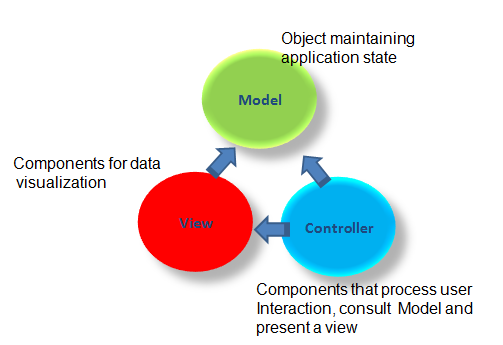 Object maintaining
application state
Model
Components for data
visualization
View
Controller
Components that process user
Interaction, consult Model and
present a view